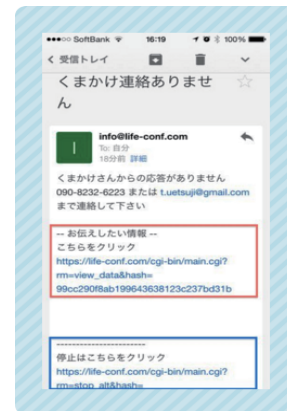 SoftBank 16:19 100%
く 受信トレイ
くまかけ連絡ありませ
ん
I
info@life-conf.com
To: 自分
18分前 詳細
くまかけさんからの応答がありません
090-8232-6223 または t.uetsuji@gmail.com
まで連絡して下さい
-- お伝えしたい情報 --
こちらをクリック
https://life-conf.com/cgi-bin/main.cgi?
rm=view_data&hash=
99cc290f8ab199643638123c237bd31b
------------------------
停止はこちらをクリック
https://life-conf.com/cgi-bin/main.cgi?
rm=stop_alt&hash=